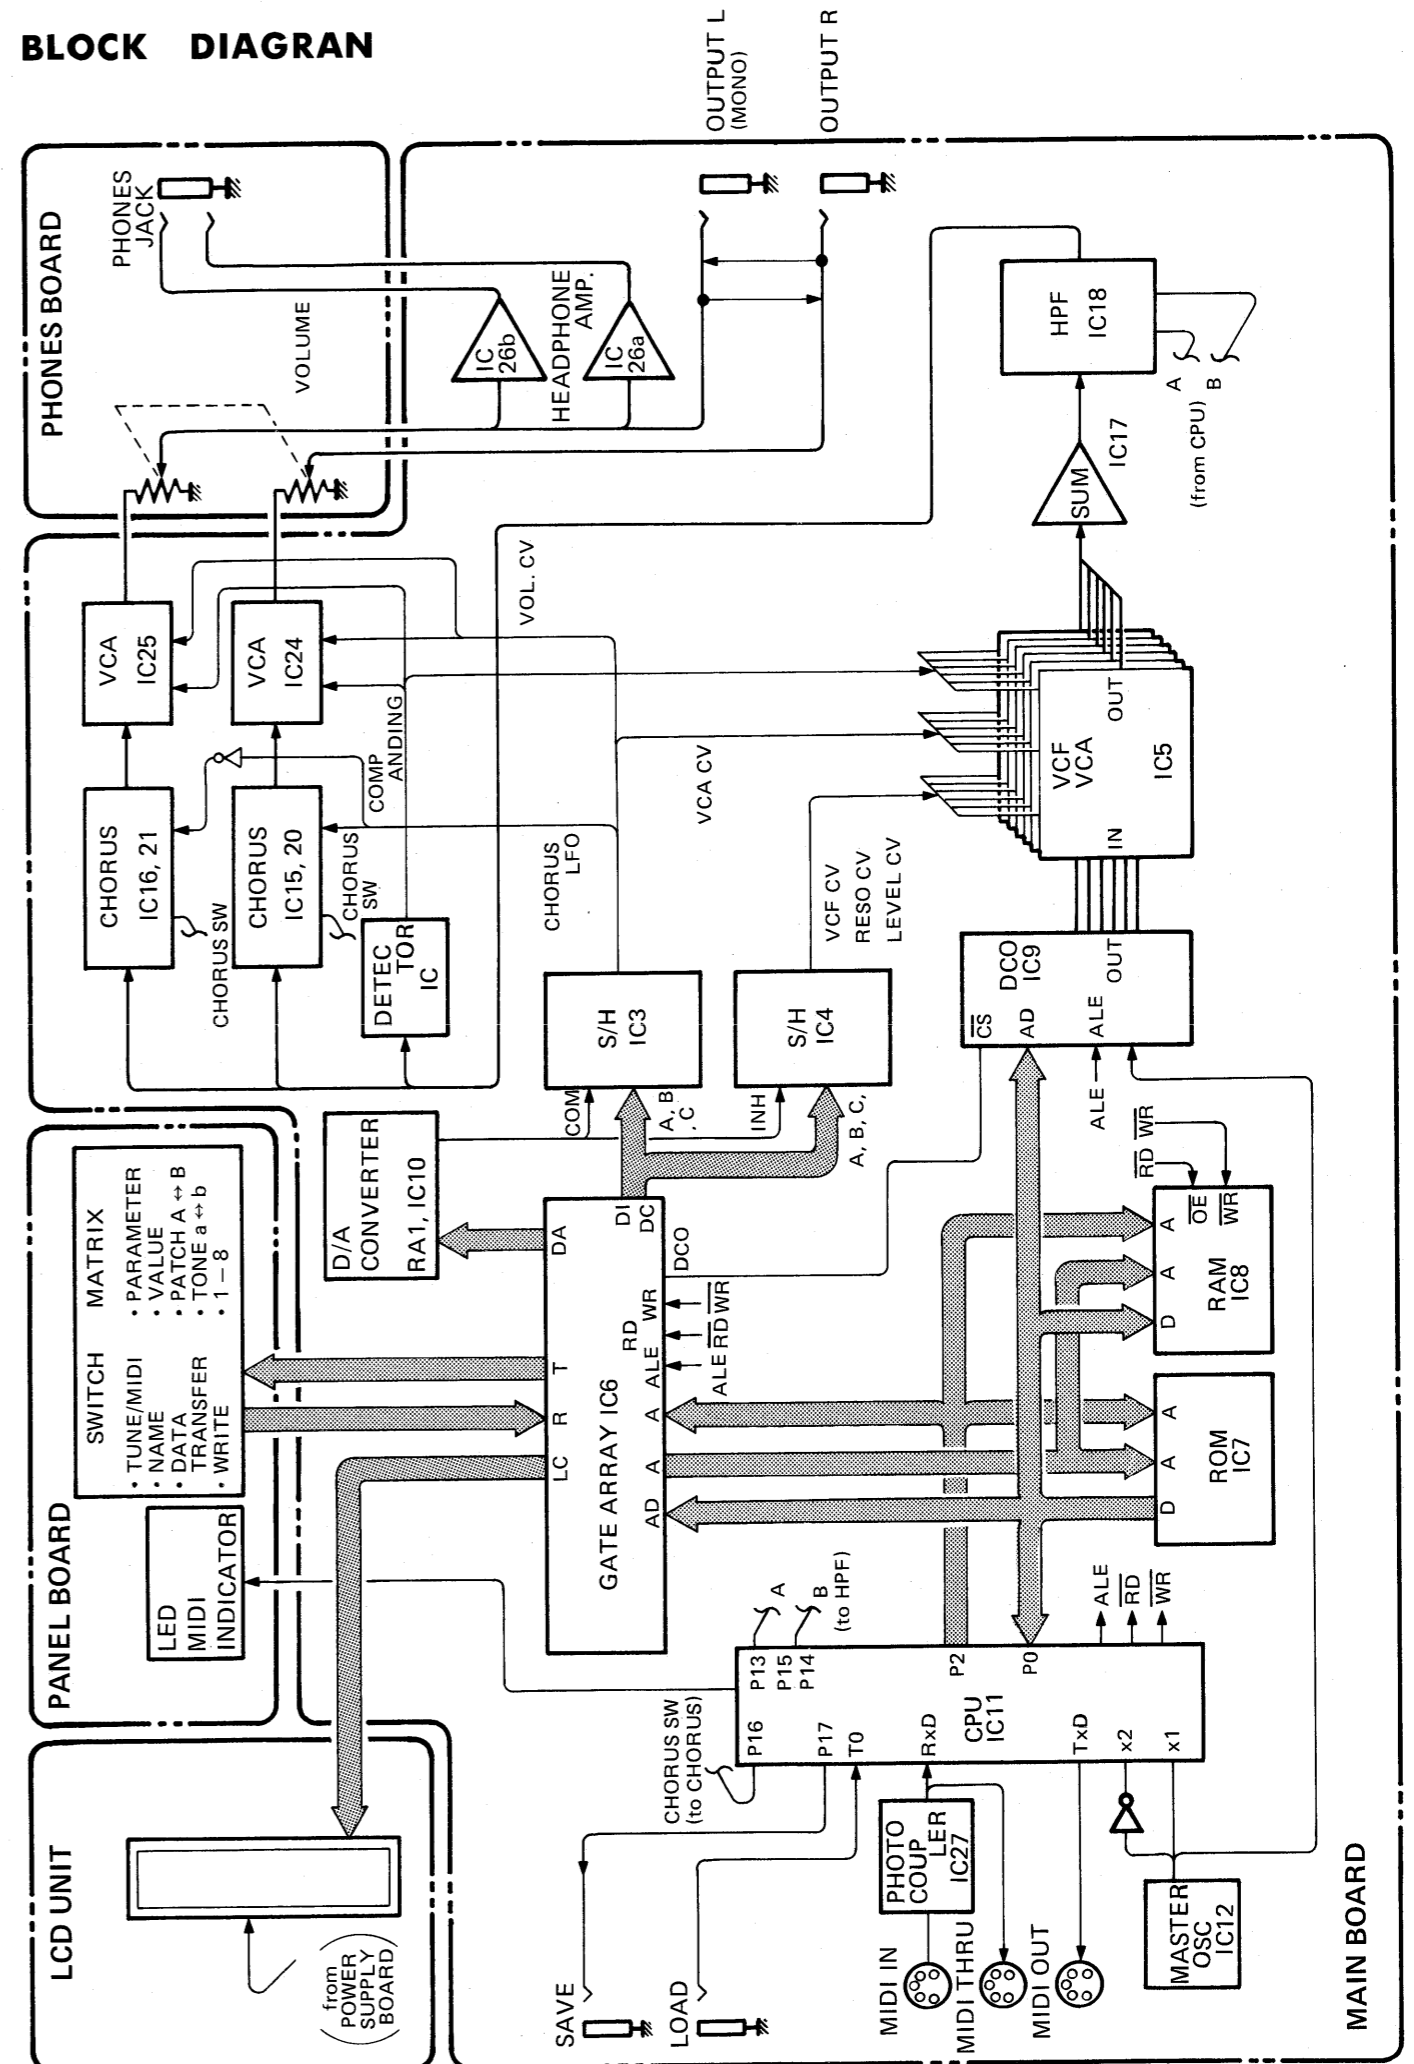 BLOCK DIAGRAN
PHONES BOARD
PHONES
JACK
VOLUME
OUTPUT L
(MONO)
OUTPUT R
IC
26b
IC
26a
HEADPHONE
AMP.
VCA
IC25
VCA
IC24
CHORUS
IC16, 21
CHORUS
IC15, 20
CHORUS SW
CHORUS
SW
DETEC
TOR
IC
COMP
ANDING
VOL. CV
CHORUS
LFO
VCA CV
VCF CV
RESO CV
LEVEL CV
HPF
IC18
A
B
(from CPU)
SUM
IC17
VCF
VCA
IC5
IN
OUT
DCO
IC9
CS
AD
ALE
OUT
ALE
S/H
IC3
S/H
IC4
COM
A, B
, C
INH
A, B, C,
D/A
CONVERTER
RA1, IC10
PANEL BOARD
SWITCH MATRIX
• TUNE/MIDI
• NAME
• DATA
TRANSFER
• WRITE
• PARAMETER
• VALUE
• PATCH A↔B
• TONE a↔b
• 1–8
LED
MIDI
INDICATOR
GATE ARRAY IC6
LC
R
T
DA
DI
DC
DCO
WR
RD
ALE
A
A
AD
ALE
RD
WR
RAM
IC8
D
A
A
OE
WR
RD
WR
ROM
IC7
D
A
A
CPU
IC11
P13
P15
P14
P2
P0
P16
P17
T0
RxD
TxD
x2
x1
A
B
(to HPF)
ALE
RD
WR
CHORUS SW
(to CHORUS)
LCD UNIT
(from
POWER
SUPPLY
BOARD)
SAVE
LOAD
MIDI IN
MIDI THRU
MIDI OUT
PHOTO
COUP
LER
IC27
MASTER
OSC
IC12
MAIN BOARD